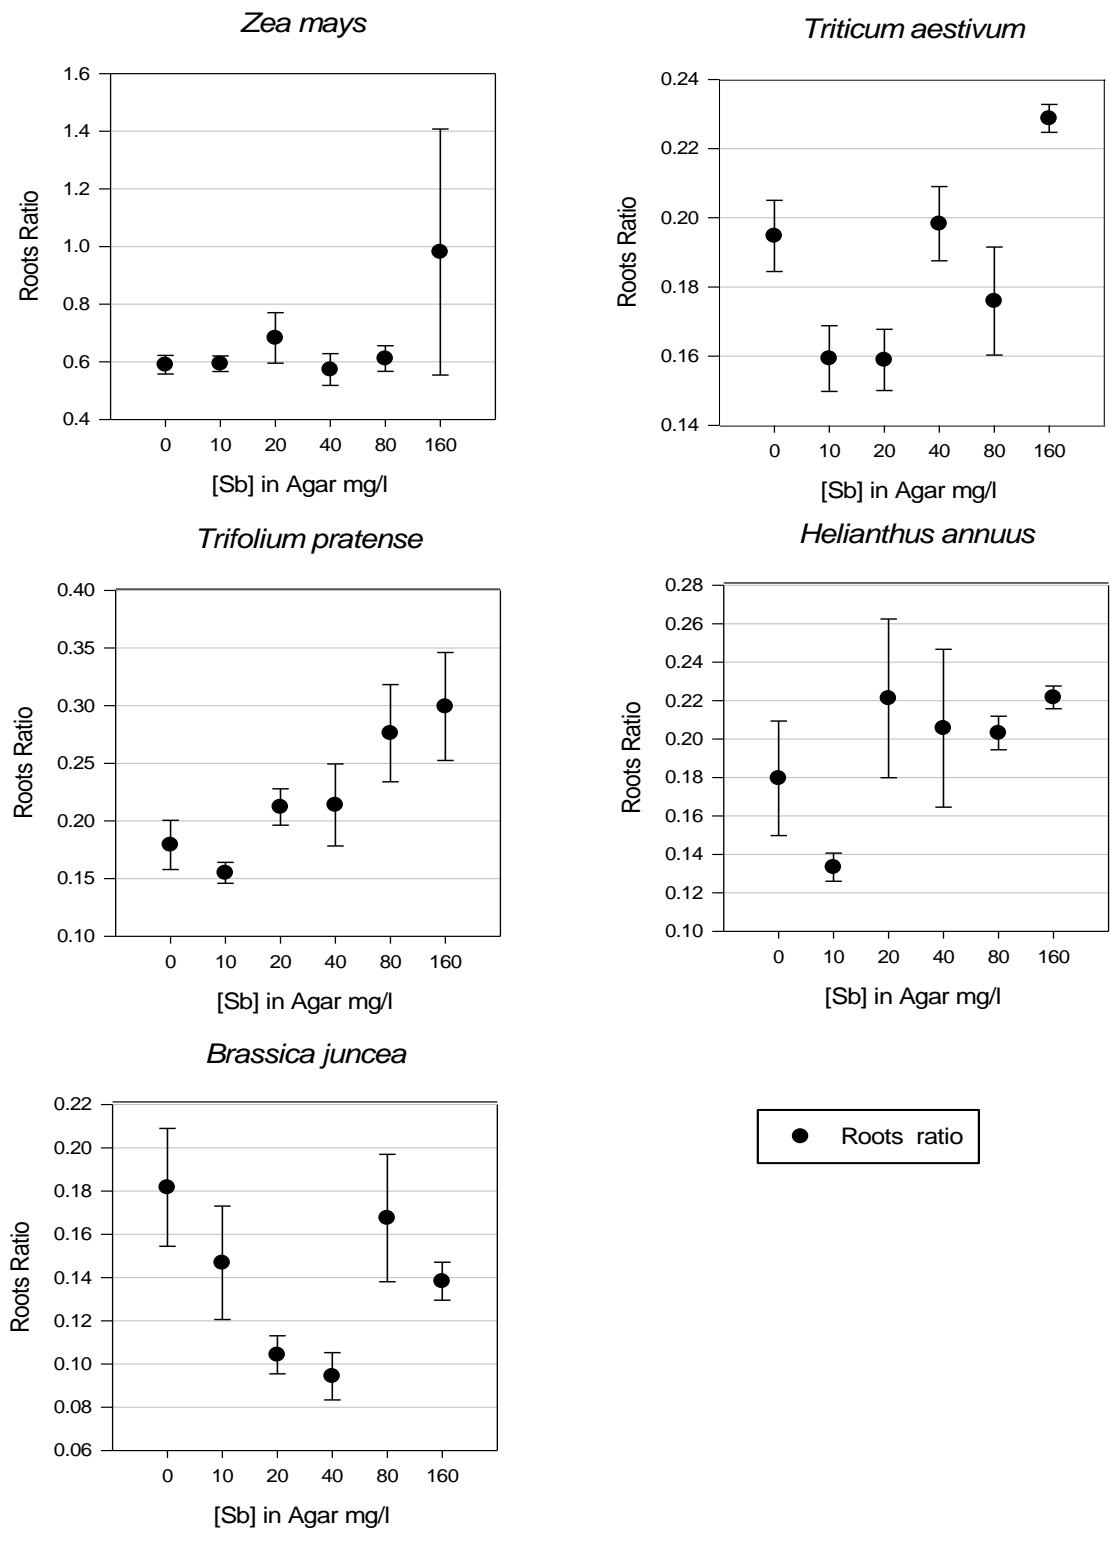 Zea mays
1.6
1.4
1.2
1.0
0.8
0.6
0.4
Roots Ratio
0 10 20 40 80 160
[Sb] in Agar mg/l
Triticum aestivum
0.24
0.22
0.20
0.18
0.16
0.14
Roots Ratio
0 10 20 40 80 160
[Sb] in Agar mg/l
Trifolium pratense
0.40
0.35
0.30
0.25
0.20
0.15
0.10
Roots Ratio
0 10 20 40 80 160
[Sb] in Agar mg/l
Helianthus annuus
0.28
0.26
0.24
0.22
0.20
0.18
0.16
0.14
0.12
0.10
Roots Ratio
0 10 20 40 80 160
[Sb] in Agar mg/l
Brassica juncea
0.22
0.20
0.18
0.16
0.14
0.12
0.10
0.08
0.06
Roots Ratio
0 10 20 40 80 160
[Sb] in Agar mg/l
Roots ratio